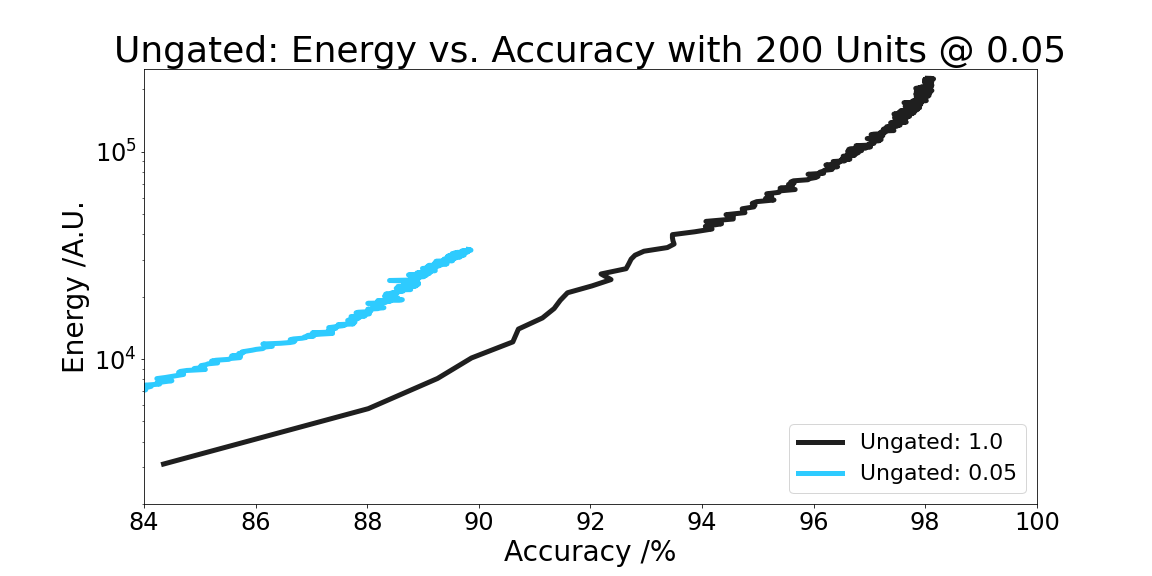 Ungated: Energy vs. Accuracy with 200 Units @ 0.05
Energy /A.U.
10^5
10^4
Ungated: 1.0
Ungated: 0.05
84 86 88 90 92 94 96 98 100
Accuracy /%